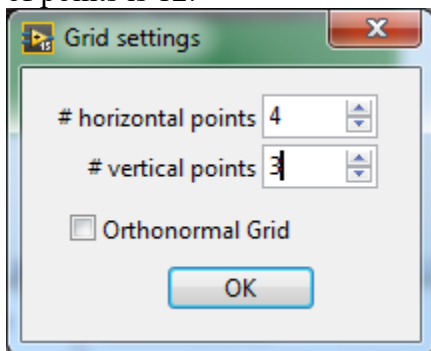 Grid settings
# horizontal points 4
# vertical points 3
Orthonormal Grid
OK